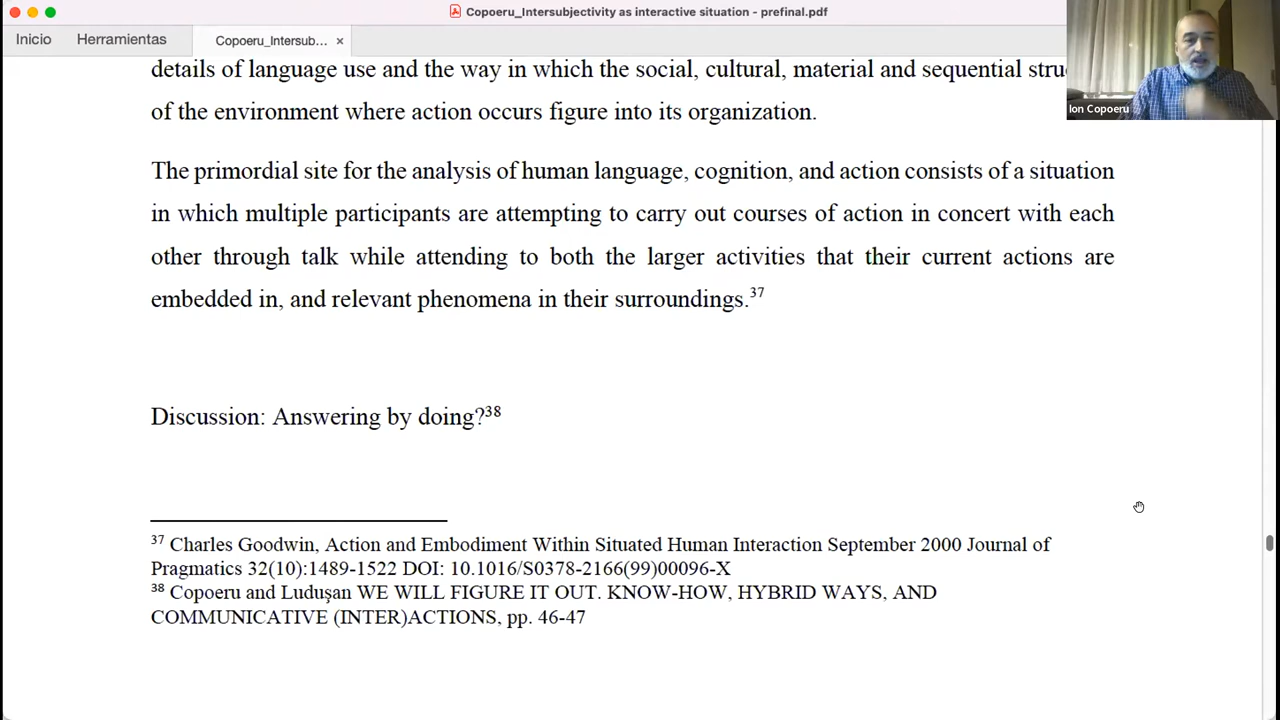 Copoeru_Intersubjectivity as interactive situation - prefinal.pdf
Inicio Herramientas Copoeru_Intersub... ×
Ion Copoeru
details of language use and the way in which the social, cultural, material and sequential stru
of the environment where action occurs figure into its organization.
The primordial site for the analysis of human language, cognition, and action consists of a situation
in which multiple participants are attempting to carry out courses of action in concert with each
other through talk while attending to both the larger activities that their current actions are
embedded in, and relevant phenomena in their surroundings.³⁷
Discussion: Answering by doing?³⁸
³⁷ Charles Goodwin, Action and Embodiment Within Situated Human Interaction September 2000 Journal of
Pragmatics 32(10):1489-1522 DOI: 10.1016/S0378-2166(99)00096-X
³⁸ Copoeru and Luduşan WE WILL FIGURE IT OUT. KNOW-HOW, HYBRID WAYS, AND
COMMUNICATIVE (INTER)ACTIONS, pp. 46-47